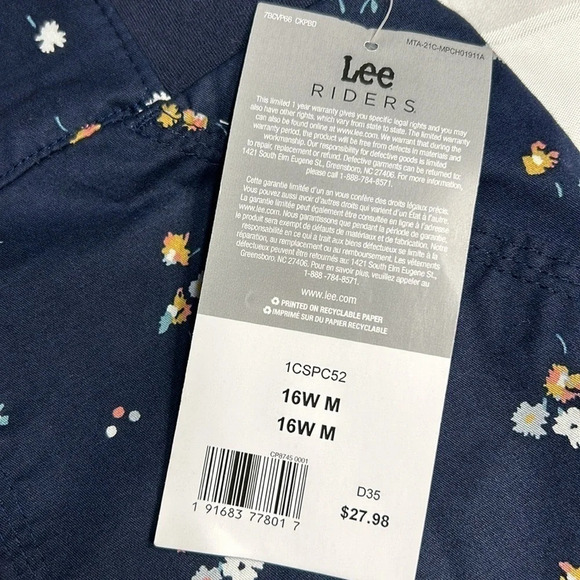 7BCVP68 CKPBD
MTA-21C-MPCH01911A
Lee
RIDERS
This limited 1 year warranty gives you specific legal rights and you may
also have other rights, which vary from state to state. The limited warranty
can also be found online at www.lee.com. We warrant that during the
warranty period, the product will be free from defects in materials and
workmanship. Our responsibility for defective goods is limited
to repair, replacement or refund. Defective garments can be returned to:
1421 South Elm Eugene St., Greensboro, NC 27406. For more information,
please call 1-888-784-8571.
Cette garantie limitée d'un an vous confère des droits légaux précis.
Vous pouvez aussi avoir d'autres droits qui varient d'un État à l'autre.
La garantie limitée peut également être consultée en ligne à l'adresse
www.lee.com. Nous garantissons que pendant la période de garantie,
le produit sera exempt de défauts de matériaux et de fabrication. Notre
responsabilité en ce qui a trait aux biens défectueux se limite à la
réparation, au remplacement ou au remboursement. Les vêtements
défectueux peuvent être retournés au: 1421 South Elm Eugene St.,
Greensboro, NC 27406. Pour en savoir plus, veuillez appeler au
1-888-784-8571.
www.lee.com
PRINTED ON RECYCLABLE PAPER
IMPRIMÉ SUR DU PAPIER RECYCLABLE
1CSPC52
16W M
16W M
CP8745 0001
1 91683 77801 7
D35
$27.98